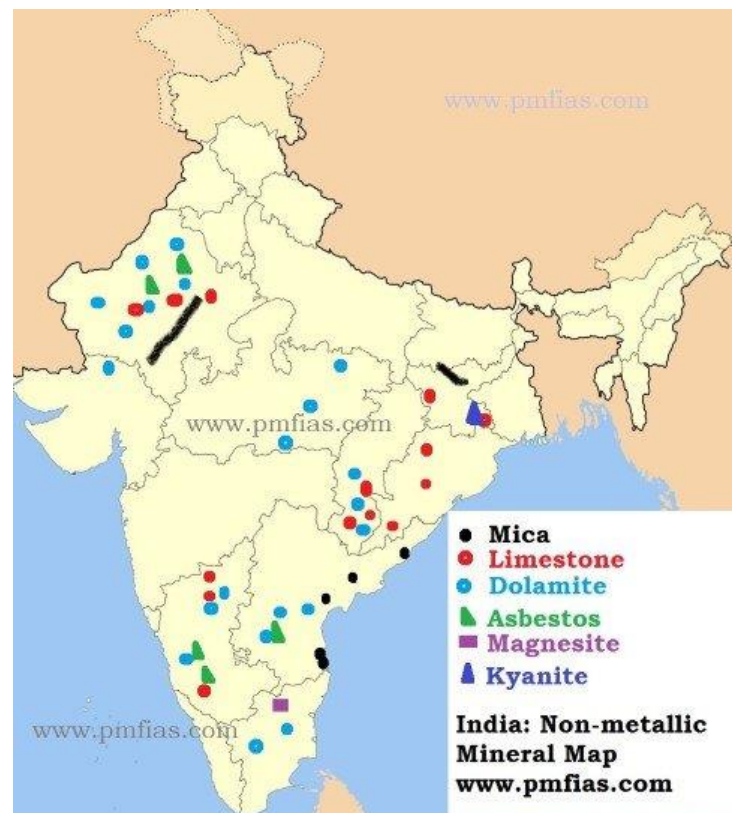 www.pmfias.com
www.pmfias.com
www.pmfias.com
Mica
Limestone
Dolamite
Asbestos
Magnesite
Kyanite
India: Non-metallic
Mineral Map
www.pmfias.com